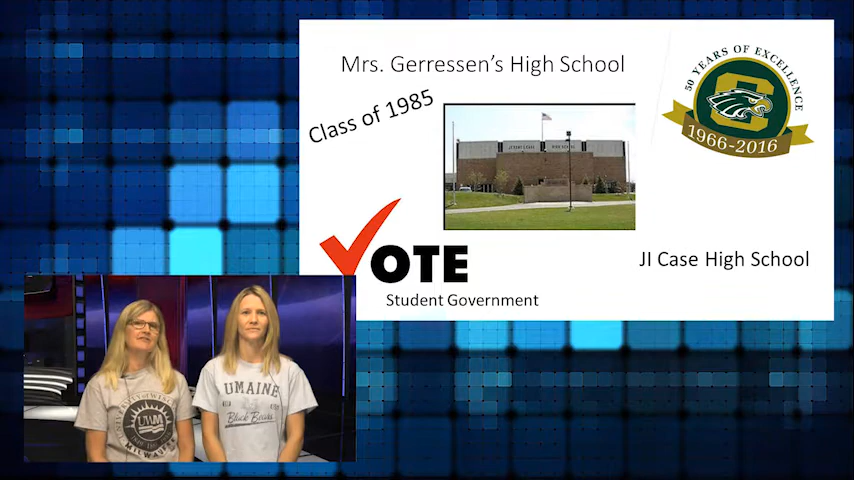 Mrs. Gerressen's High School
Class of 1985
50 YEARS OF EXCELLENCE
C
1966-2016
VOTE
Student Government
JI Case High School
UWM
MILWAUKEE
UMAINE
Black Bears